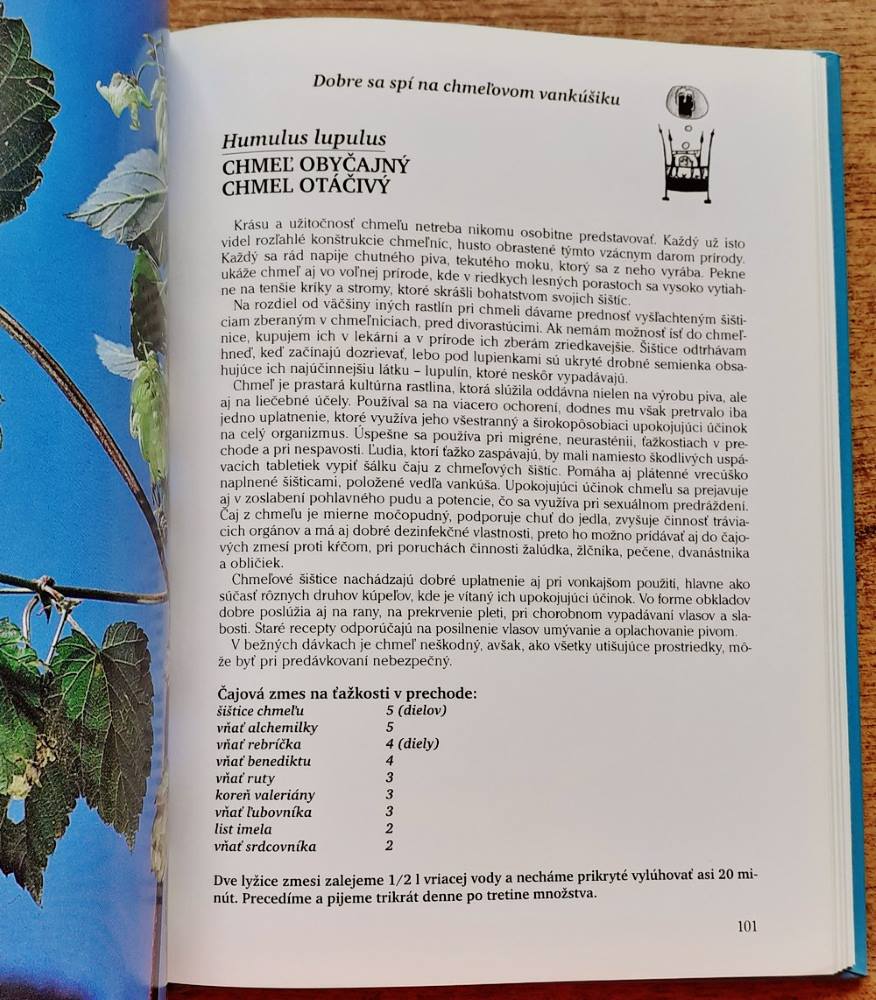 Dobre sa spí na chmeľovom vankúšiku
Humulus lupulus
CHMEĽ OBYČAJNÝ
CHMEL OTÁČIVÝ
Krásu a užitočnosť chmeľu netreba nikomu osobitne predstavovať. Každý už isto
videl rozľahlé konštrukcie chmeľníc, husto obrastené týmto vzácnym darom prírody.
Každý sa rád napije chutného piva, tekutého moku, ktorý sa z neho vyrába. Pekne
ukáže chmeľ aj vo voľnej prírode, kde v riedkych lesných porastoch sa vysoko vytiah-
ne na tenšie kríky a stromy, ktoré skrášli bohatstvom svojich šištíc.
Na rozdiel od väčšiny iných rastlín pri chmeli dávame prednosť vyšľachteným šišti-
ciam zberaným v chmeľniciach, pred divorastúcimi. Ak nemám možnosť ísť do chmeľ-
nice, kupujem ich v lekárni a v prírode ich zberám zriedkavejšie. Šištice odtrhávam
hneď, keď začínajú dozrievať, lebo pod lupienkami sú ukryté drobné semienka obsa-
hujúce ich najúčinnejšiu látku – lupulín, ktoré neskôr vypadávajú.
Chmeľ je prastará kultúrna rastlina, ktorá slúžila oddávna nielen na výrobu piva, ale
aj na liečebné účely. Používal sa na viacero ochorení, dodnes mu však pretrvalo iba
jedno uplatnenie, ktoré využíva jeho všestranný a širokopôsobiaci upokojujúci účinok
na celý organizmus. Úspešne sa používa pri migréne, neurasténii, ťažkostiach v pre-
chode a pri nespavosti. Ľudia, ktorí ťažko zaspávajú, by mali namiesto škodlivých uspá-
vacích tabletiek vypiť šálku čaju z chmeľových šištíc. Pomáha aj plátenné vrecúško
naplnené šišticami, položené vedľa vankúša. Upokojujúci účinok chmeľu sa prejavuje
aj v zoslabení pohlavného pudu a potencie, čo sa využíva pri sexuálnom predráždení.
Čaj z chmeľu je mierne močopudný, podporuje chuť do jedla, zvyšuje činnosť trávia-
cich orgánov a má aj dobré dezinfekčné vlastnosti, preto ho možno pridávať aj do čajo-
vých zmesí proti kŕčom, pri poruchách činnosti žalúdka, žlčníka, pečene, dvanástnika
a obličiek.
Chmeľové šištice nachádzajú dobré uplatnenie aj pri vonkajšom použití, hlavne ako
súčasť rôznych druhov kúpeľov, kde je vítaný ich upokojujúci účinok. Vo forme obkladov
dobre poslúžia aj na rany, na prekrvenie pleti, pri chorobnom vypadávaní vlasov a sla-
bosti. Staré recepty odporúčajú na posilnenie vlasov umývanie a oplachovanie pivom.
V bežných dávkach je chmeľ neškodný, avšak, ako všetky utišujúce prostriedky, mô-
že byť pri predávkovaní nebezpečný.
Čajová zmes na ťažkosti v prechode:
šištice chmeľu 5 (dielov)
vňať alchemilky 5
vňať rebríčka 4 (diely)
vňať benediktu 4
vňať ruty 3
koreň valeriány 3
vňať ľubovníka 3
list imela 2
vňať srdcovníka 2
Dve lyžice zmesi zalejeme 1/2 l vriacej vody a necháme prikryté vylúhovať asi 20 mi-
nút. Precedíme a pijeme trikrát denne po tretine množstva.
101